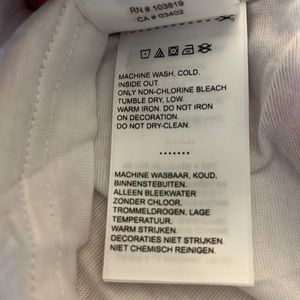 RN # 103819
CA # 03402
MACHINE WASH, COLD.
INSIDE OUT.
ONLY NON-CHLORINE BLEACH
TUMBLE DRY, LOW.
WARM IRON. DO NOT IRON
ON DECORATION.
DO NOT DRY-CLEAN.
MACHINE WASBAAR, KOUD.
BINNENSTEBUITEN.
ALLEEN BLEEKWATER
ZONDER CHLOOR.
TROMMELDROGEN, LAGE
TEMPERATUUR.
WARM STRIJKEN.
DECORATIES NIET STRIJKEN.
NIET CHEMISCH REINIGEN.